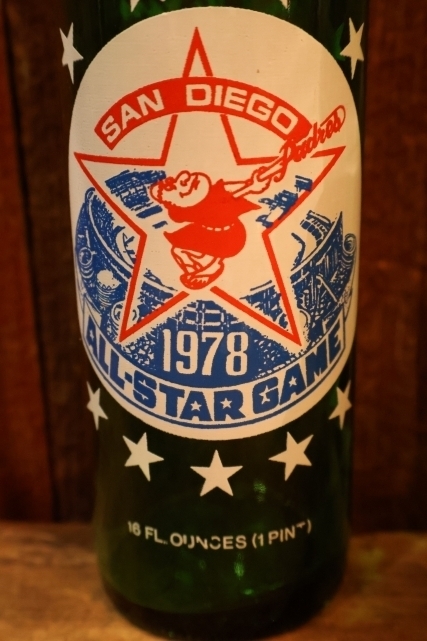 SAN DIEGO
Padres
1978
ALL-STAR GAME
16 FL. OUNCES (1 PINT)